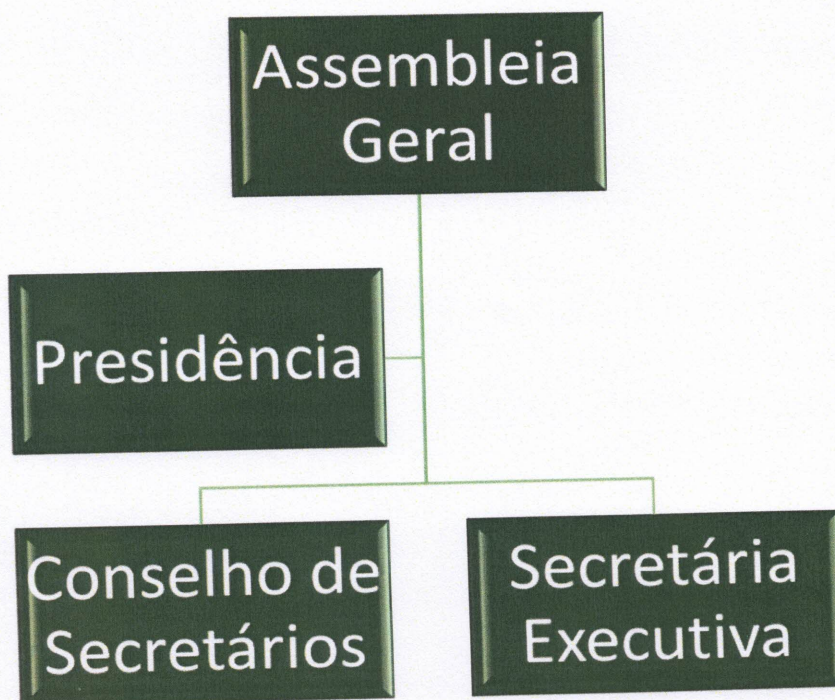 Assembleia
Geral
Presidência
Conselho de
Secretários
Secretária
Executiva